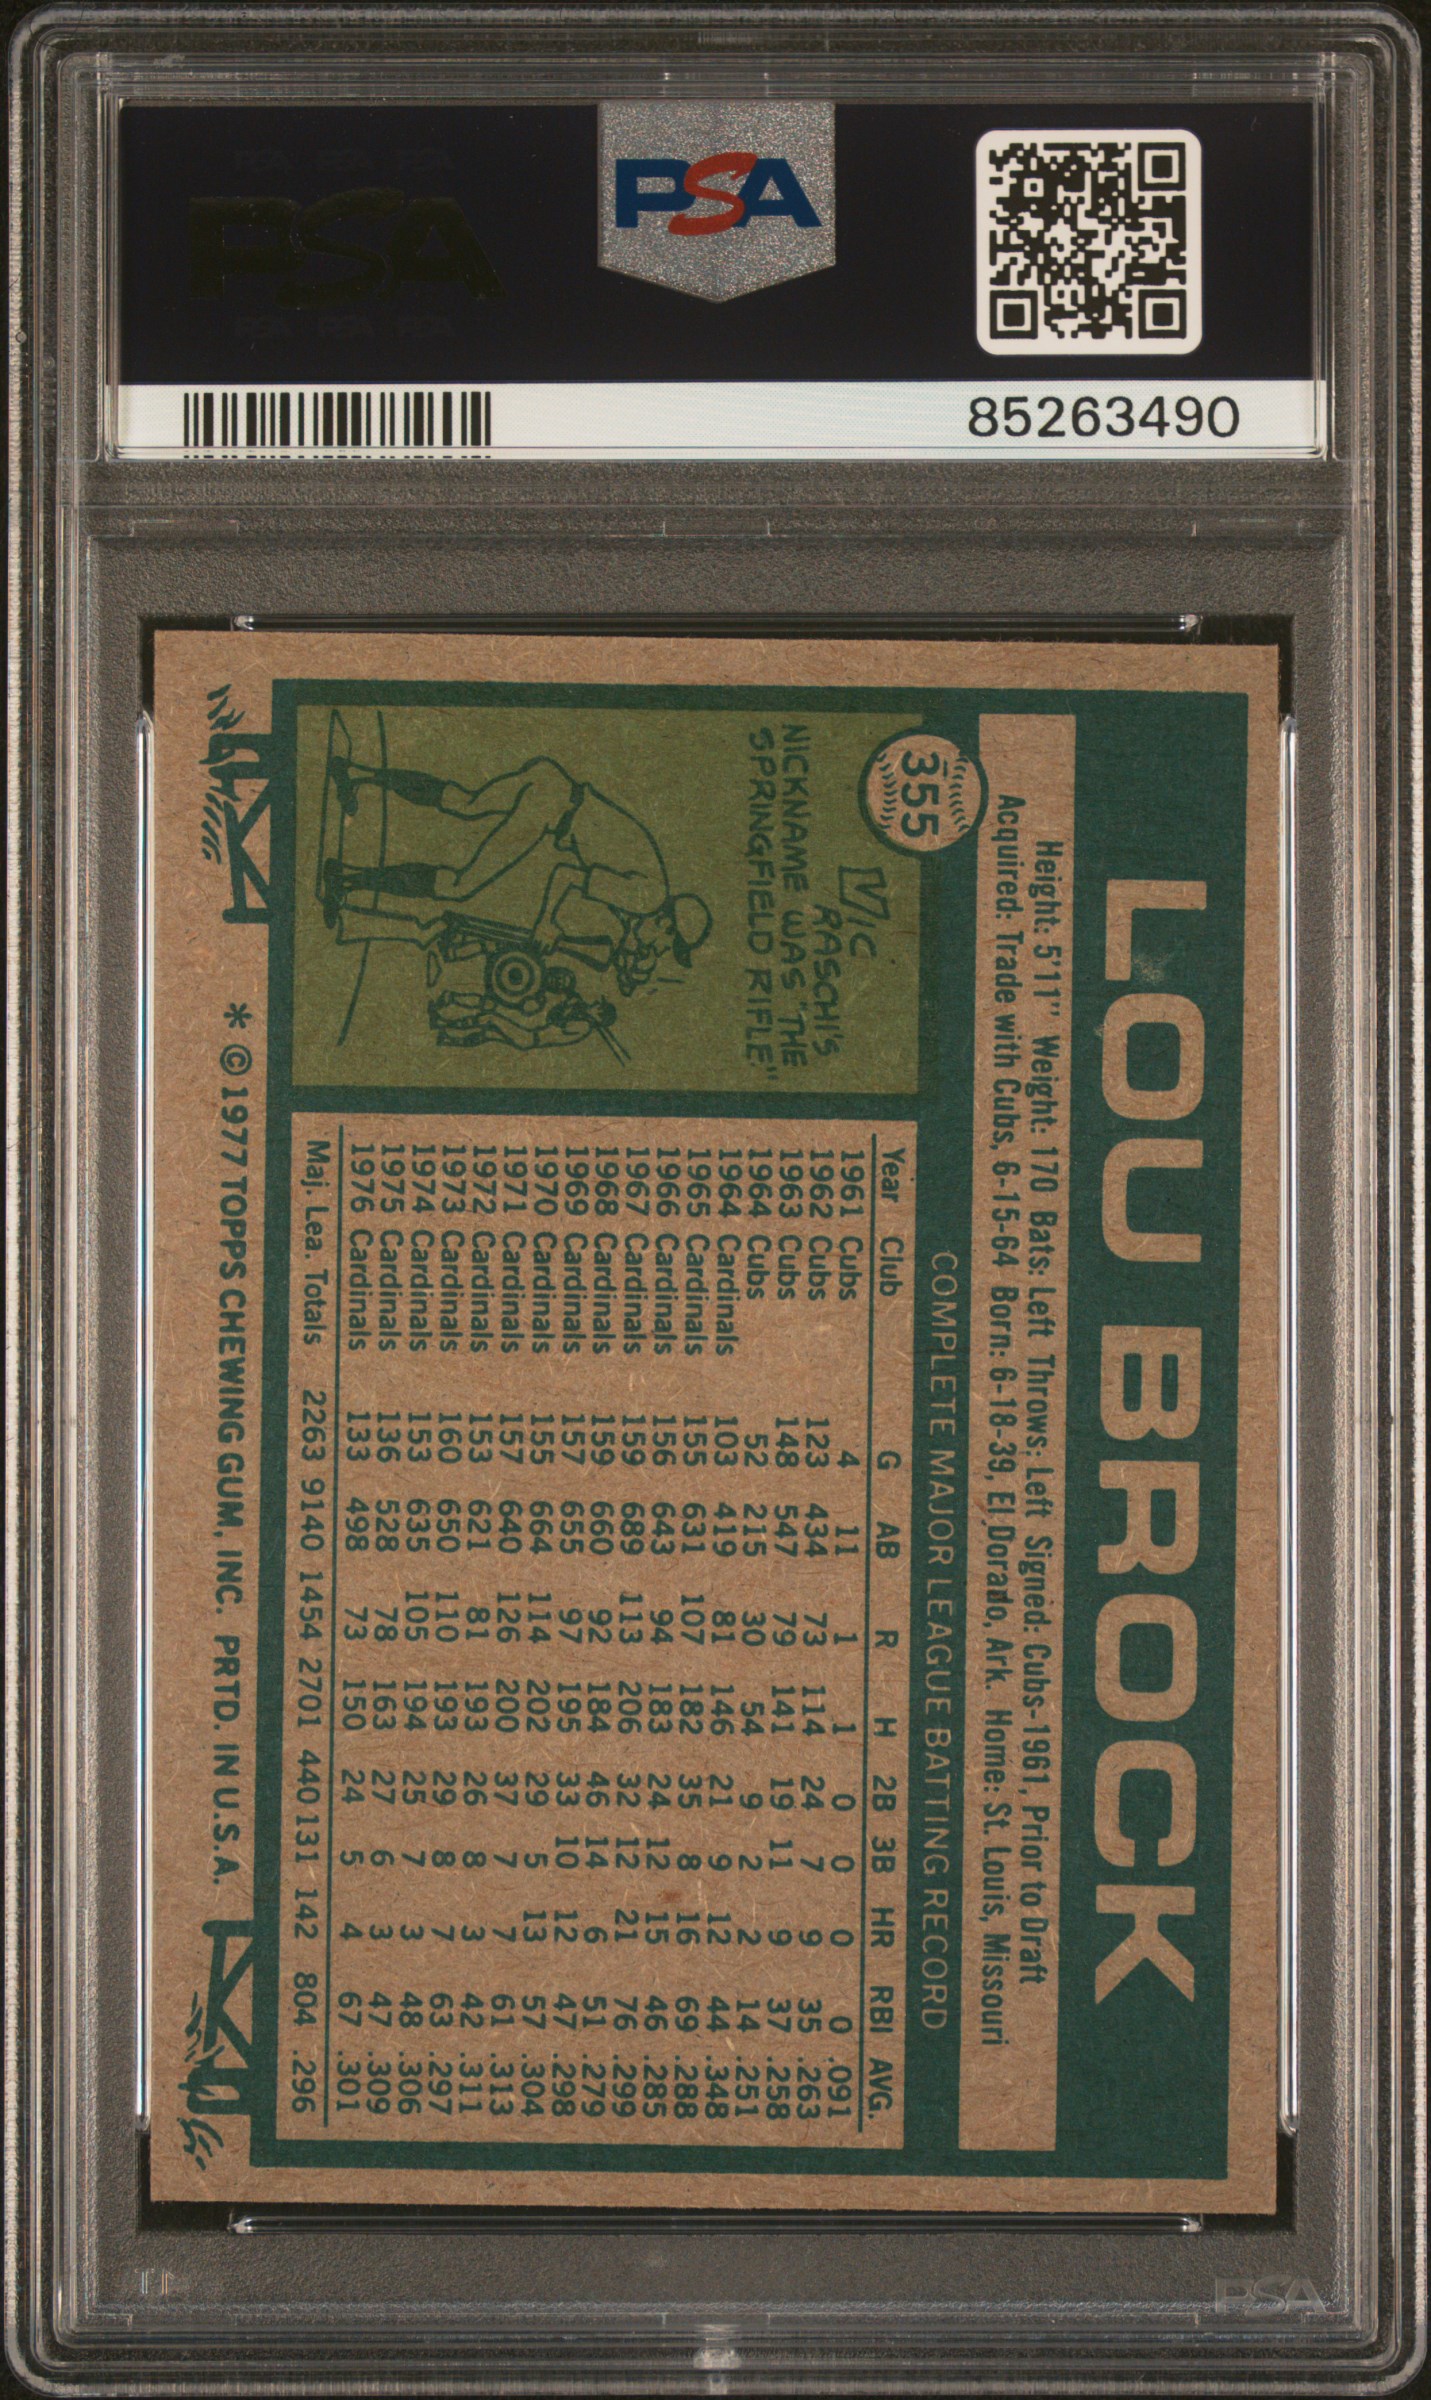 PSA PSA PSA
PSA
PSA PSA PSA
PSA
85263490
LOU BROCK
Height: 5'11" Weight: 170 Bats: Left Throws: Left Signed: Cubs-1961, Prior to Draft
Acquired: Trade with Cubs, 6-15-64 Born: 6-18-39, El Dorado, Ark. Home: St. Louis, Missouri
355
VIC
RASCHI'S
NICKNAME WAS "THE
SPRINGFIELD RIFLE."
COMPLETE MAJOR LEAGUE BATTING RECORD
Year Club G AB R H 2B 3B HR RBI AVG.
1961 Cubs 4 11 1 1 0 0 0 0 .091
1962 Cubs 123 434 73 114 24 7 9 35 .263
1963 Cubs 148 547 79 141 19 11 9 37 .258
1964 Cubs 52 215 30 54 9 2 2 14 .251
1964 Cardinals 103 419 81 146 21 9 12 44 .348
1965 Cardinals 155 631 107 182 35 8 16 69 .288
1966 Cardinals 156 643 94 183 24 12 15 46 .285
1967 Cardinals 159 689 113 206 32 12 21 76 .299
1968 Cardinals 159 660 92 184 46 14 6 51 .279
1969 Cardinals 157 655 97 195 33 10 12 47 .298
1970 Cardinals 155 664 114 202 29 5 13 57 .304
1971 Cardinals 157 640 126 200 37 7 7 61 .313
1972 Cardinals 153 621 81 193 26 8 3 42 .311
1973 Cardinals 160 650 110 193 29 8 7 63 .297
1974 Cardinals 153 635 105 194 25 7 3 48 .306
1975 Cardinals 136 528 78 163 27 6 3 47 .309
1976 Cardinals 133 498 73 150 24 5 4 67 .301
Maj. Lea. Totals 2263 9140 1454 2701 440 131 142 804 .296
* ©1977 TOPPS CHEWING GUM, INC. PRTD. IN U.S.A.
PSA